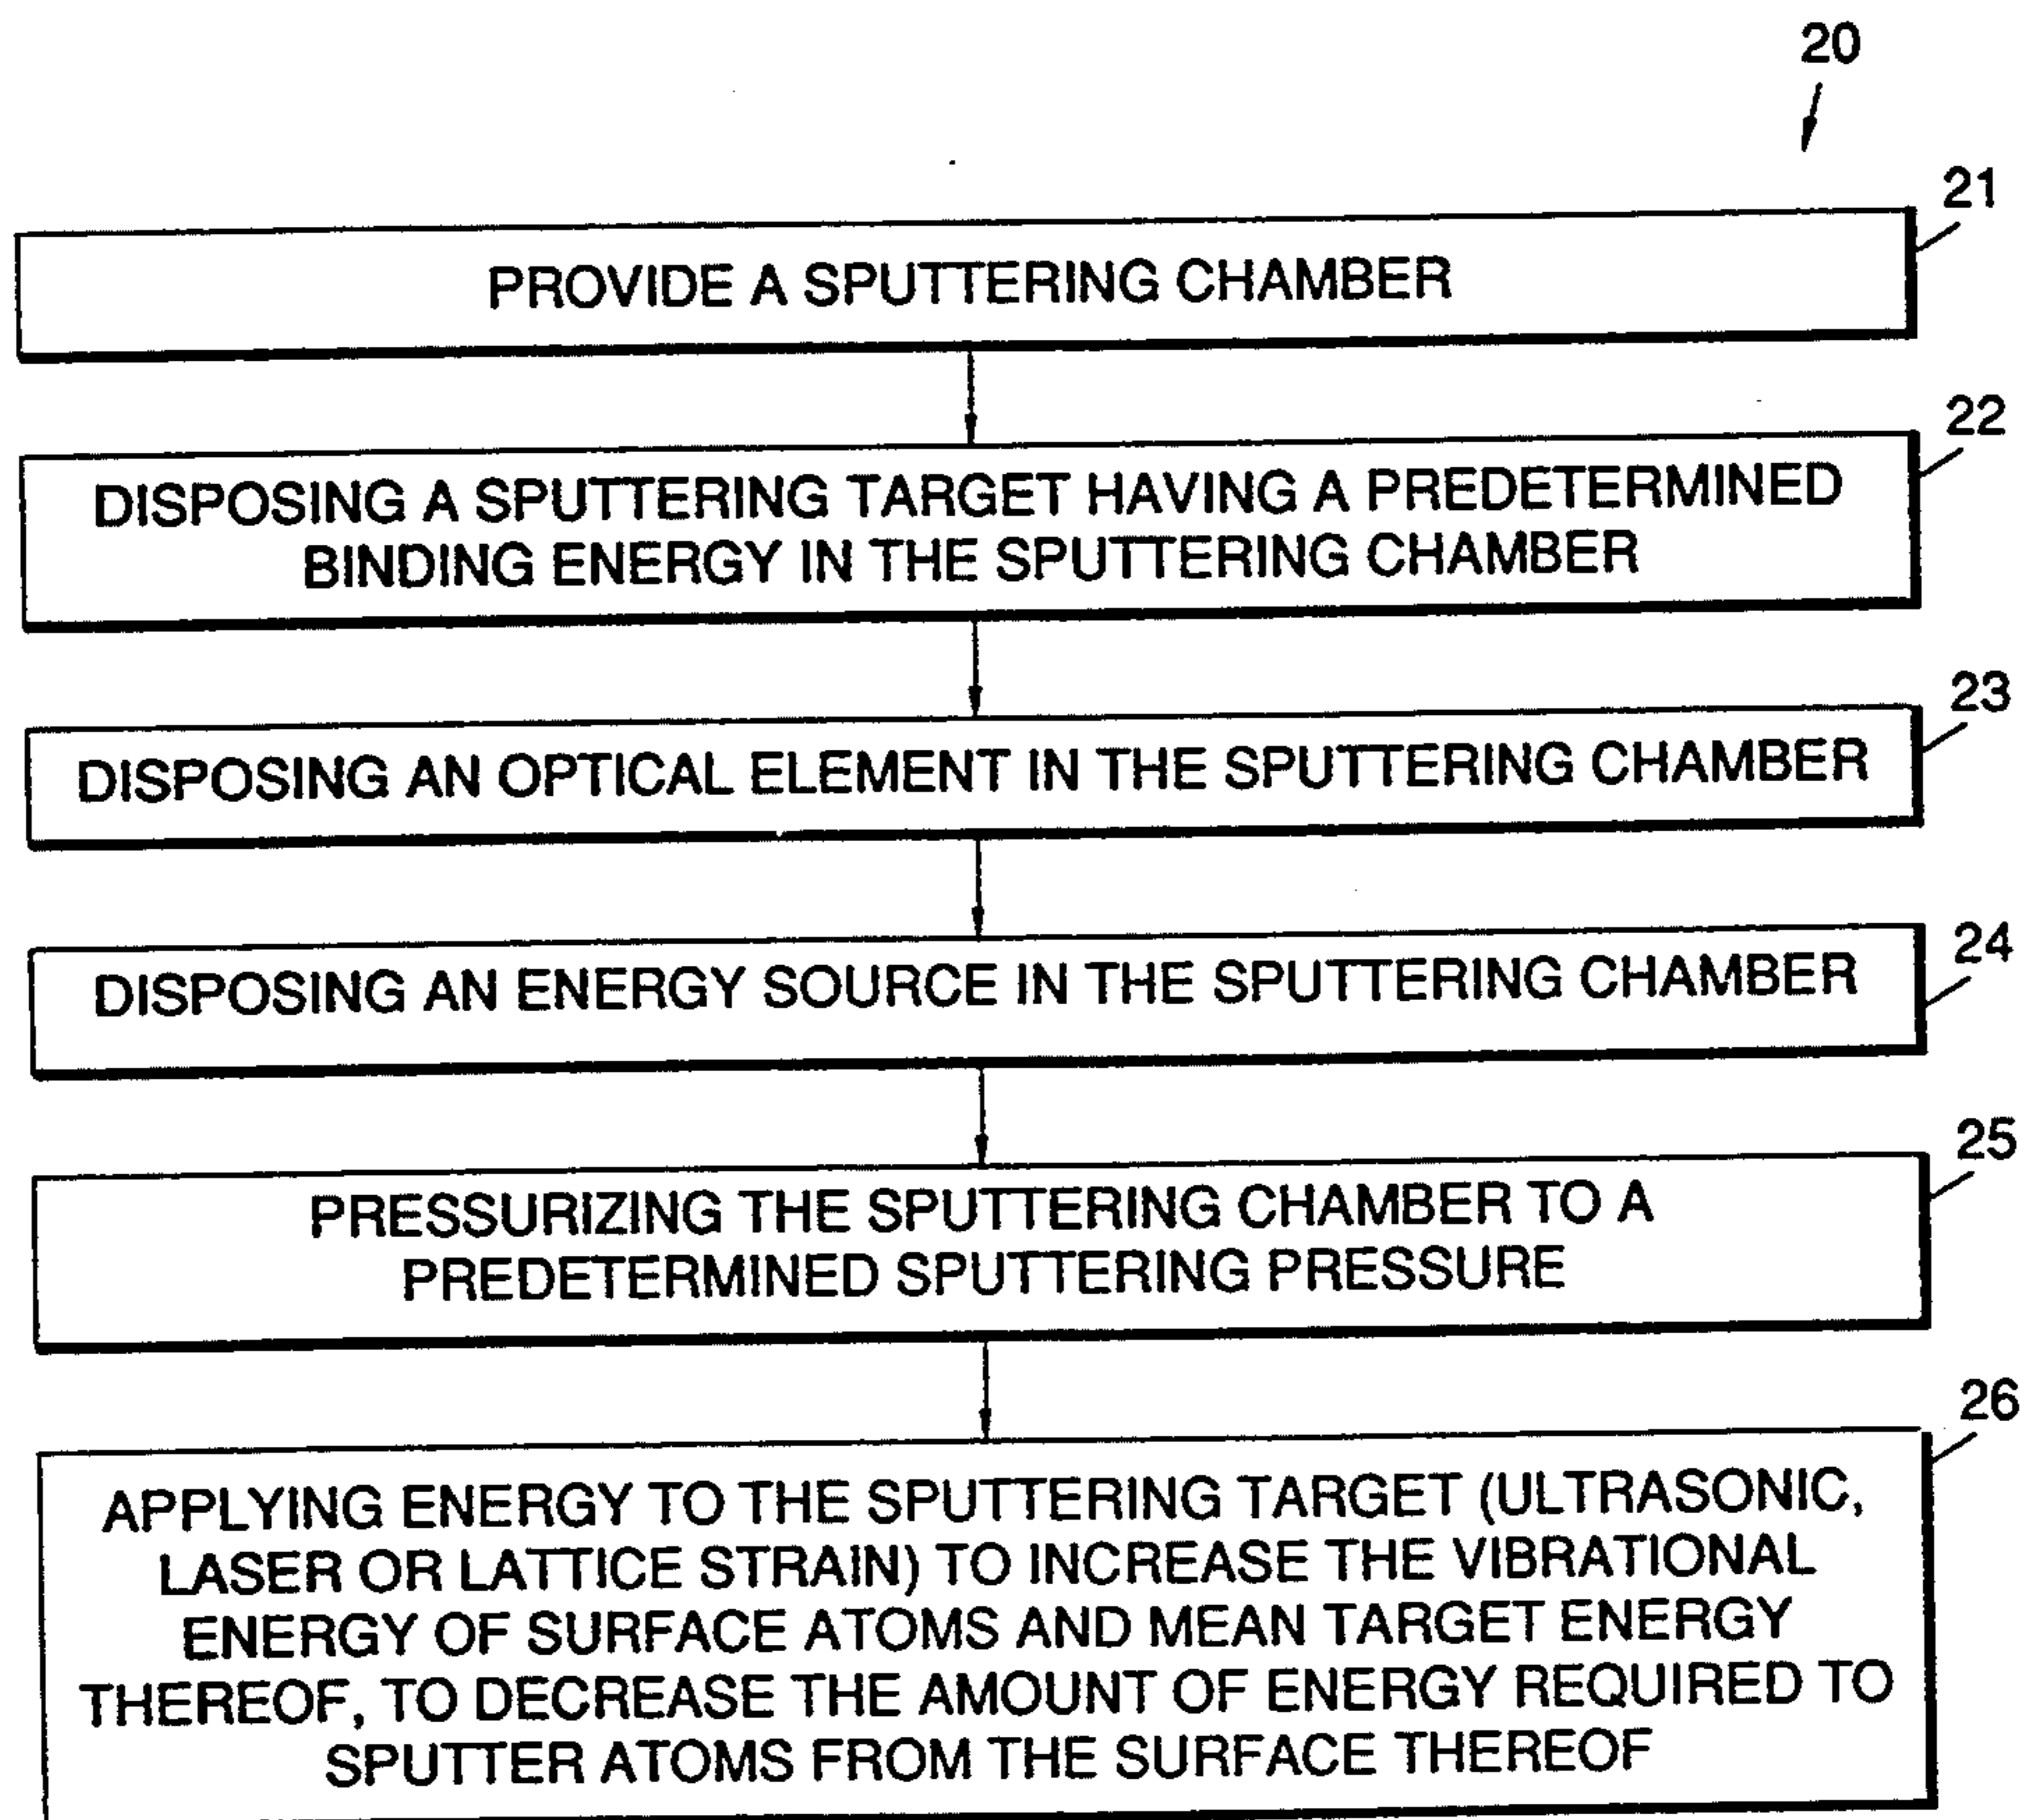 20
21
PROVIDE A SPUTTERING CHAMBER
22
DISPOSING A SPUTTERING TARGET HAVING A PREDETERMINED
BINDING ENERGY IN THE SPUTTERING CHAMBER
23
DISPOSING AN OPTICAL ELEMENT IN THE SPUTTERING CHAMBER
24
DISPOSING AN ENERGY SOURCE IN THE SPUTTERING CHAMBER
25
PRESSURIZING THE SPUTTERING CHAMBER TO A
PREDETERMINED SPUTTERING PRESSURE
26
APPLYING ENERGY TO THE SPUTTERING TARGET (ULTRASONIC,
LASER OR LATTICE STRAIN) TO INCREASE THE VIBRATIONAL
ENERGY OF SURFACE ATOMS AND MEAN TARGET ENERGY
THEREOF, TO DECREASE THE AMOUNT OF ENERGY REQUIRED TO
SPUTTER ATOMS FROM THE SURFACE THEREOF